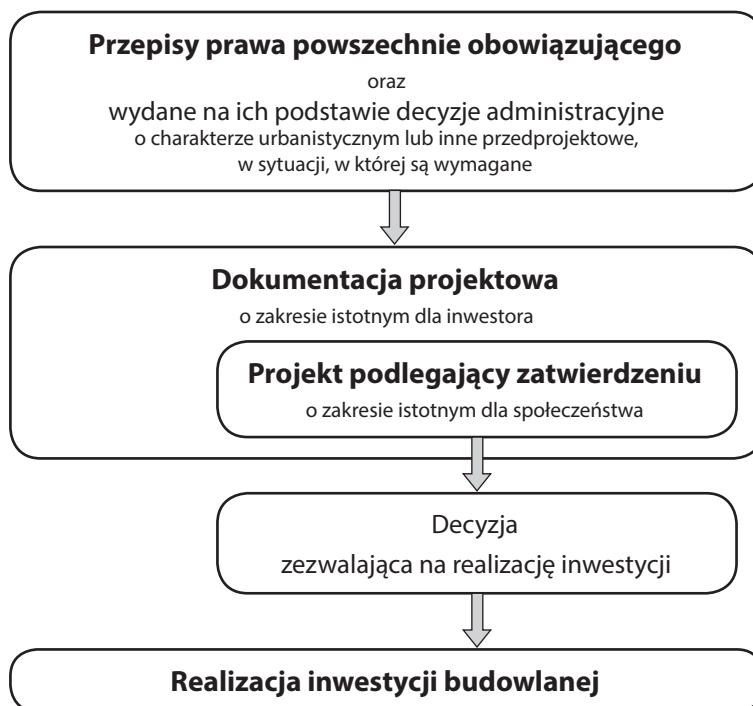 Przepisy prawa powszechnie obowiązującego
oraz
wydane na ich podstawie decyzje administracyjne
o charakterze urbanistycznym lub inne przedprojektowe,
w sytuacji, w której są wymagane
Dokumentacja projektowa
o zakresie istotnym dla inwestora
Projekt podlegający zatwierdzeniu
o zakresie istotnym dla społeczeństwa
Decyzja
zezwalająca na realizację inwestycji
Realizacja inwestycji budowlanej